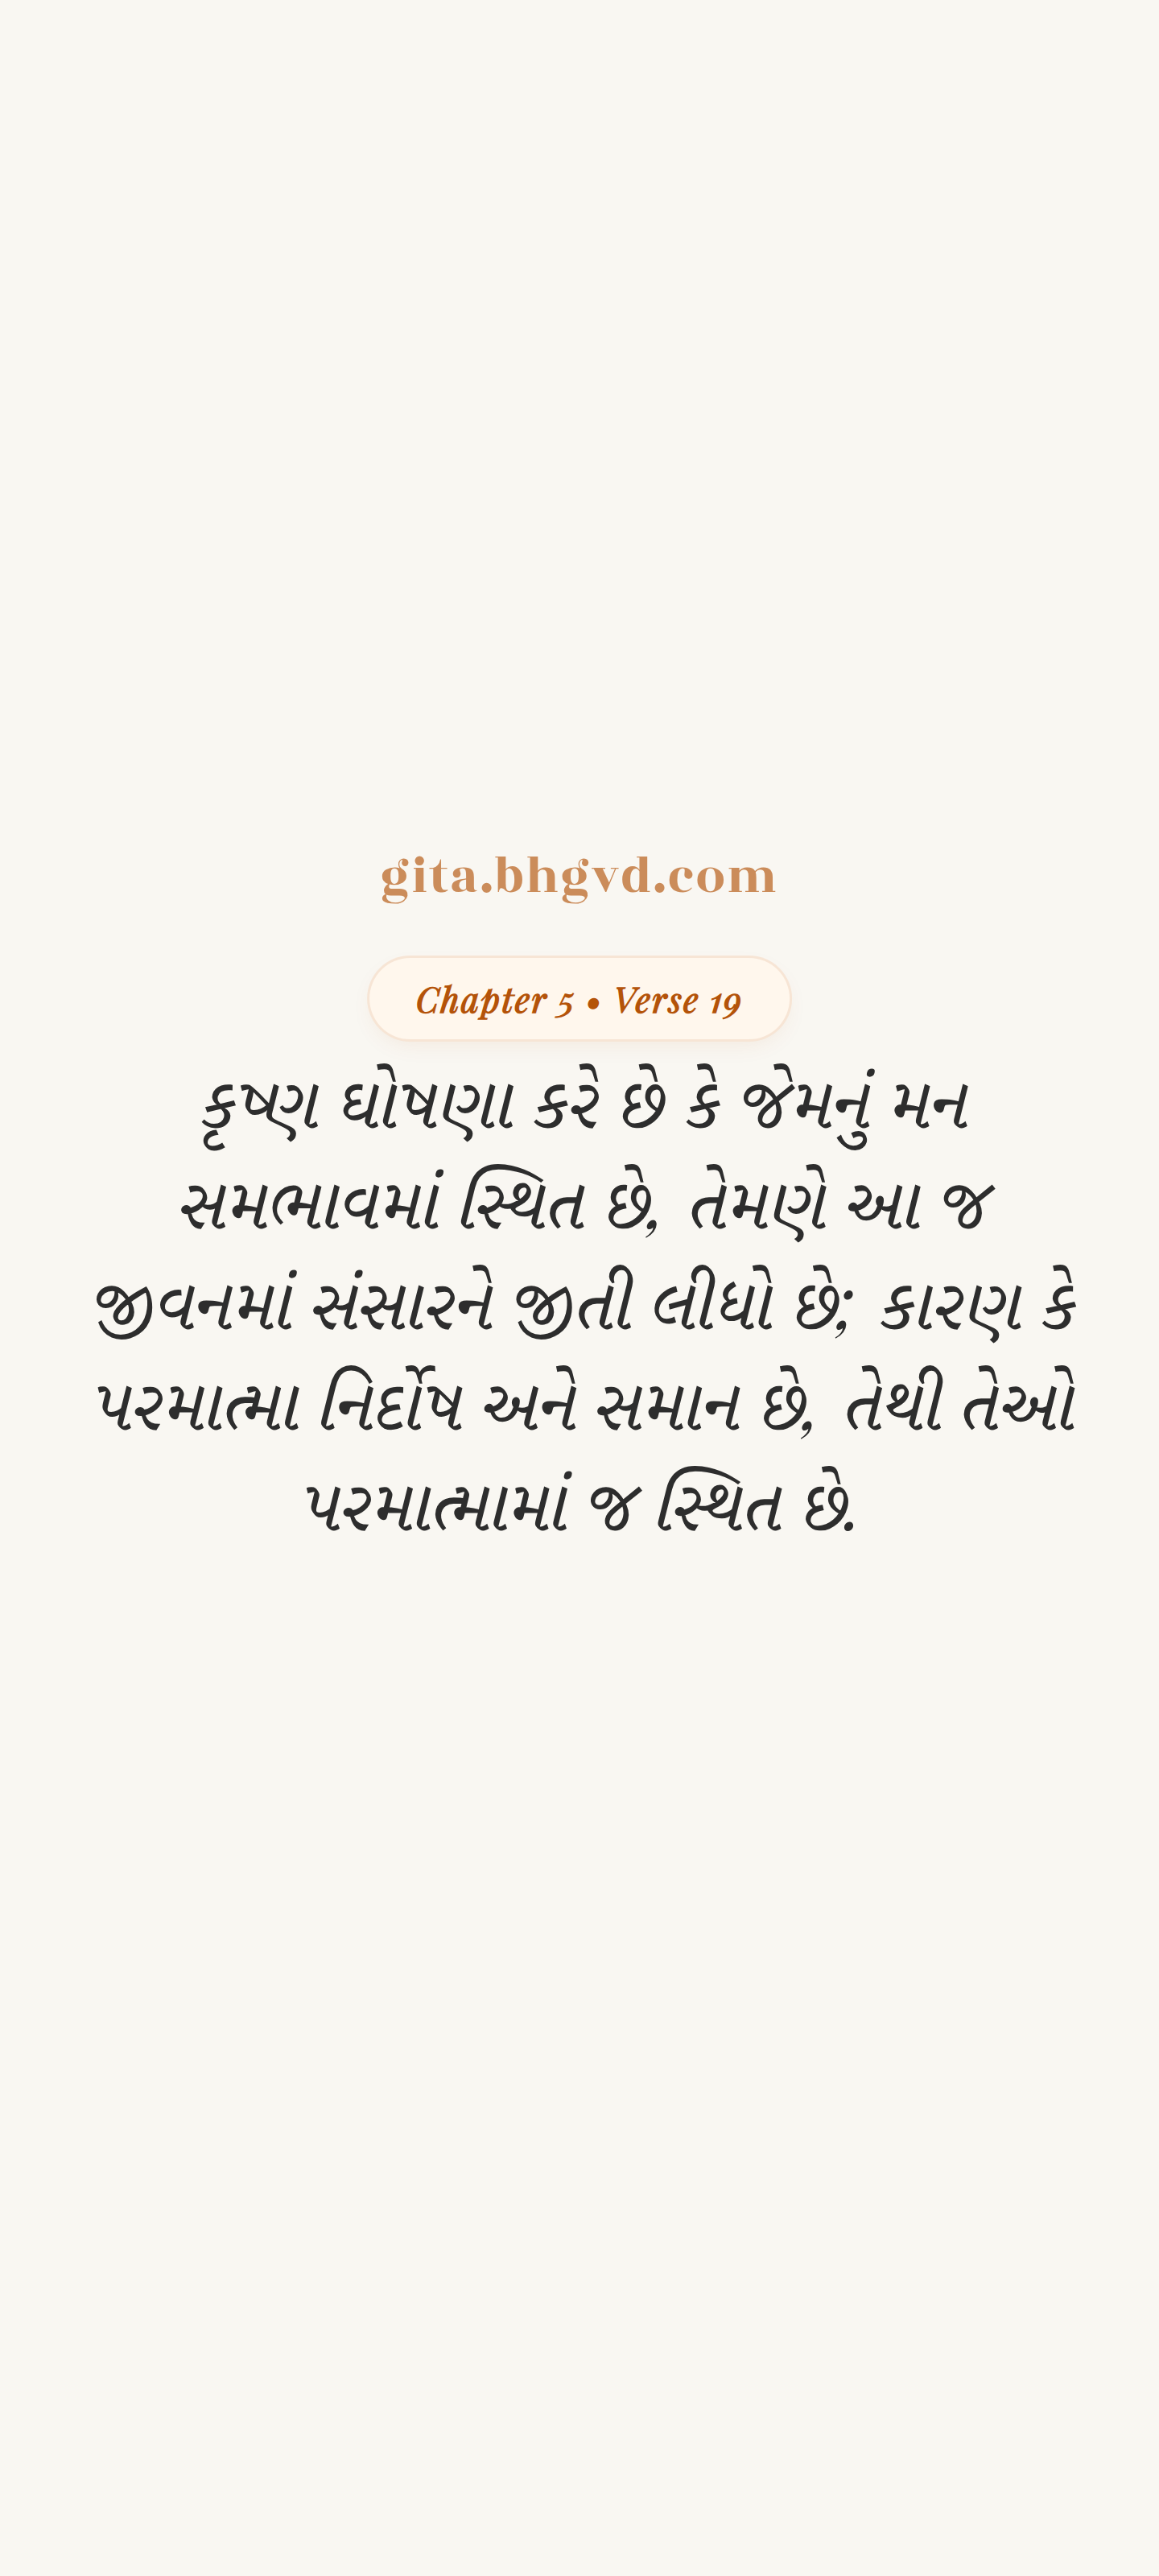 gita.bhgvd.com
Chapter 5 • Verse 19
કૃષ્ણ ઘોષણા કરે છે કે જેમનું મન
સમભાવમાં સ્થિત છે, તેમણે આ જ
જીવનમાં સંસારને જીતી લીધો છે; કારણ કે
પરમાત્મા નિર્દોષ અને સમાન છે, તેથી તેઓ
પરમાત્મામાં જ સ્થિત છે.